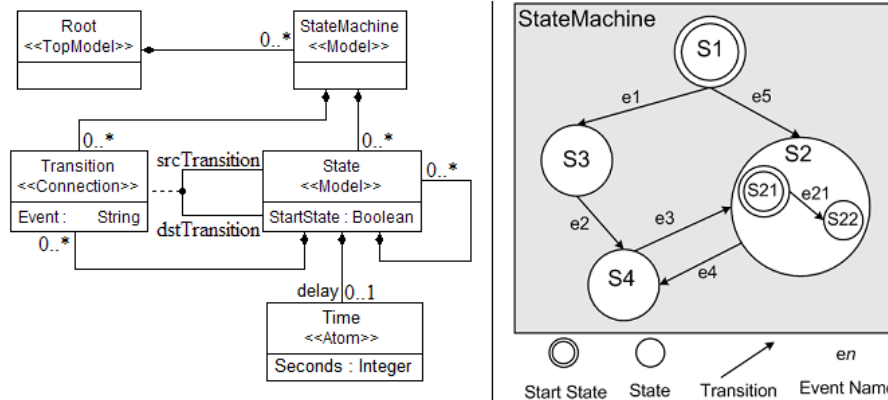 Root
<<TopModel>>
0..*
StateMachine
<<Model>>
0..*
0..*
Transition
<<Connection>>
Event : String
srcTransition
dstTransition
State
<<Model>>
StartState : Boolean
0..*
0..*
delay
0..1
Time
<<Atom>>
Seconds : Integer
StateMachine
S1
e1
e5
S3
S2
S21
e21
S22
e2
e3
e4
S4
en
Start State
State
Transition
Event Name